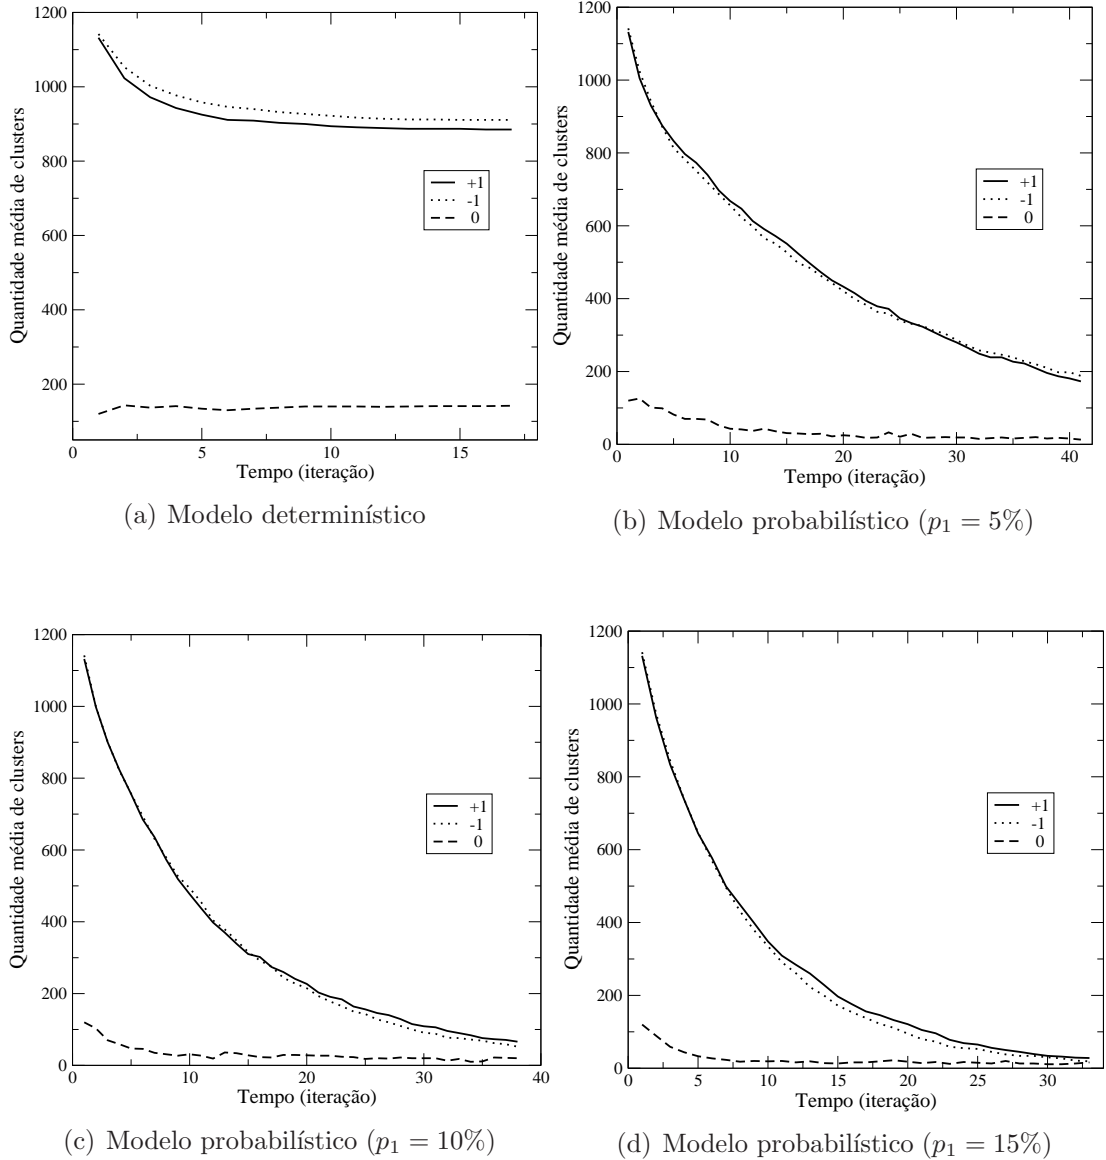 1200
1000
800
600
400
200
Quantidade média de clusters
+1
-1
0
0 5 10 15
Tempo (iteração)
(a) Modelo determinístico
1200
1000
800
600
400
200
0
Quantidade média de clusters
+1
-1
0
0 10 20 30 40
Tempo (iteração)
(b) Modelo probabilístico (p₁ = 5%)
1200
1000
800
600
400
200
0
Quantidade média de clusters
+1
-1
0
0 10 20 30 40
Tempo (iteração)
(c) Modelo probabilístico (p₁ = 10%)
1200
1000
800
600
400
200
0
Quantidade média de clusters
+1
-1
0
0 5 10 15 20 25 30
Tempo (iteração)
(d) Modelo probabilístico (p₁ = 15%)